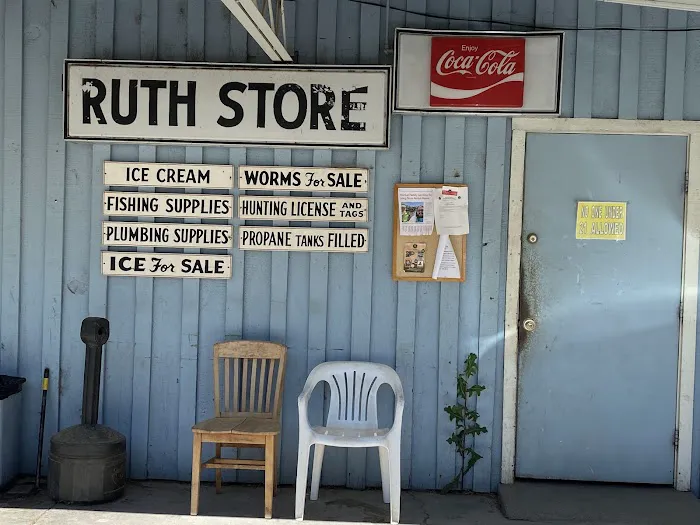 RUTH STORE
Enjoy
Coca-Cola
ICE CREAM
FISHING SUPPLIES
PLUMBING SUPPLIES
ICE For SALE
WORMS For SALE
HUNTING LICENSE AND TAGS
PROPANE TANKS FILLED
NO ONE UNDER
21 ALLOWED